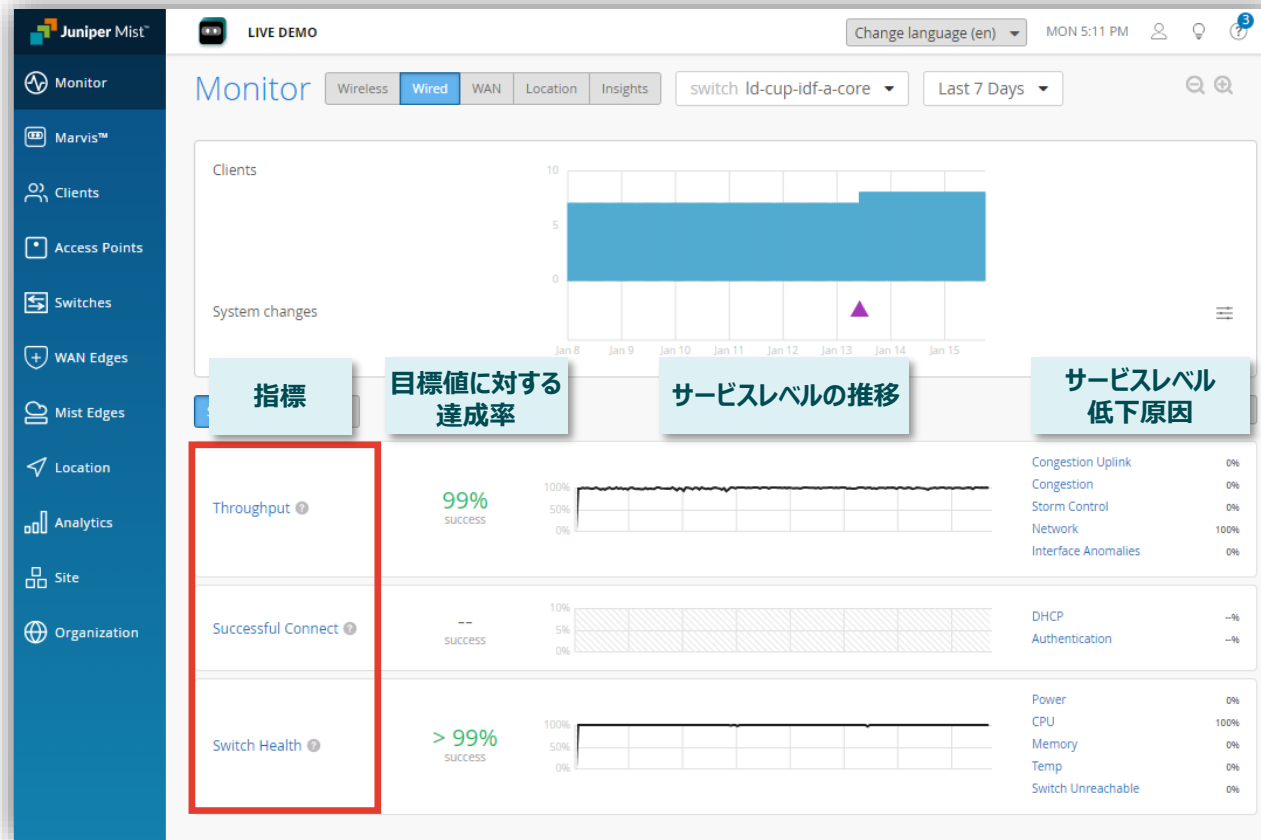 Juniper Mist™
LIVE DEMO
Change language (en)
MON 5:11 PM
3
Monitor
Marvis™
Clients
Access Points
Switches
WAN Edges
Mist Edges
Location
Analytics
Site
Organization
Monitor
Wireless
Wired
WAN
Location
Insights
switch ld-cup-idf-a-core
Last 7 Days
Clients
10
5
0
System changes
Jan 8
Jan 9
Jan 10
Jan 11
Jan 12
Jan 13
Jan 14
Jan 15
指標
目標値に対する
達成率
サービスレベルの推移
サービスレベル
低下原因
Throughput
99%
success
100%
50%
0%
Congestion Uplink 0%
Congestion 0%
Storm Control 0%
Network 100%
Interface Anomalies 0%
Successful Connect
--
success
10%
5%
0%
DHCP --%
Authentication --%
Switch Health
> 99%
success
100%
50%
0%
Power 0%
CPU 100%
Memory 0%
Temp 0%
Switch Unreachable 0%